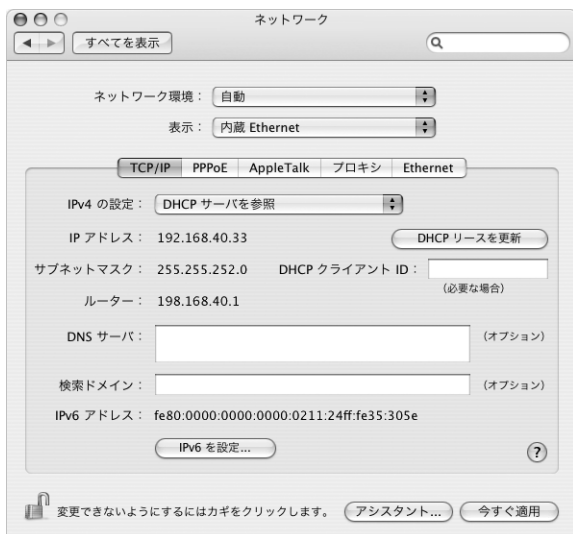 ネットワーク
すべてを表示
ネットワーク環境： 自動
表示： 内蔵 Ethernet
TCP/IP PPPoE AppleTalk プロキシ Ethernet
IPv4 の設定： DHCP サーバを参照
IP アドレス： 192.168.40.33 DHCP リースを更新
サブネットマスク： 255.255.252.0 DHCP クライアント ID：
(必要な場合)
ルーター： 198.168.40.1
DNS サーバ： (オプション)
検索ドメイン： (オプション)
IPv6 アドレス： fe80:0000:0000:0000:0211:24ff:fe35:305e
IPv6 を設定... ?
変更できないようにするにはカギをクリックします。 アシスタント... 今すぐ適用